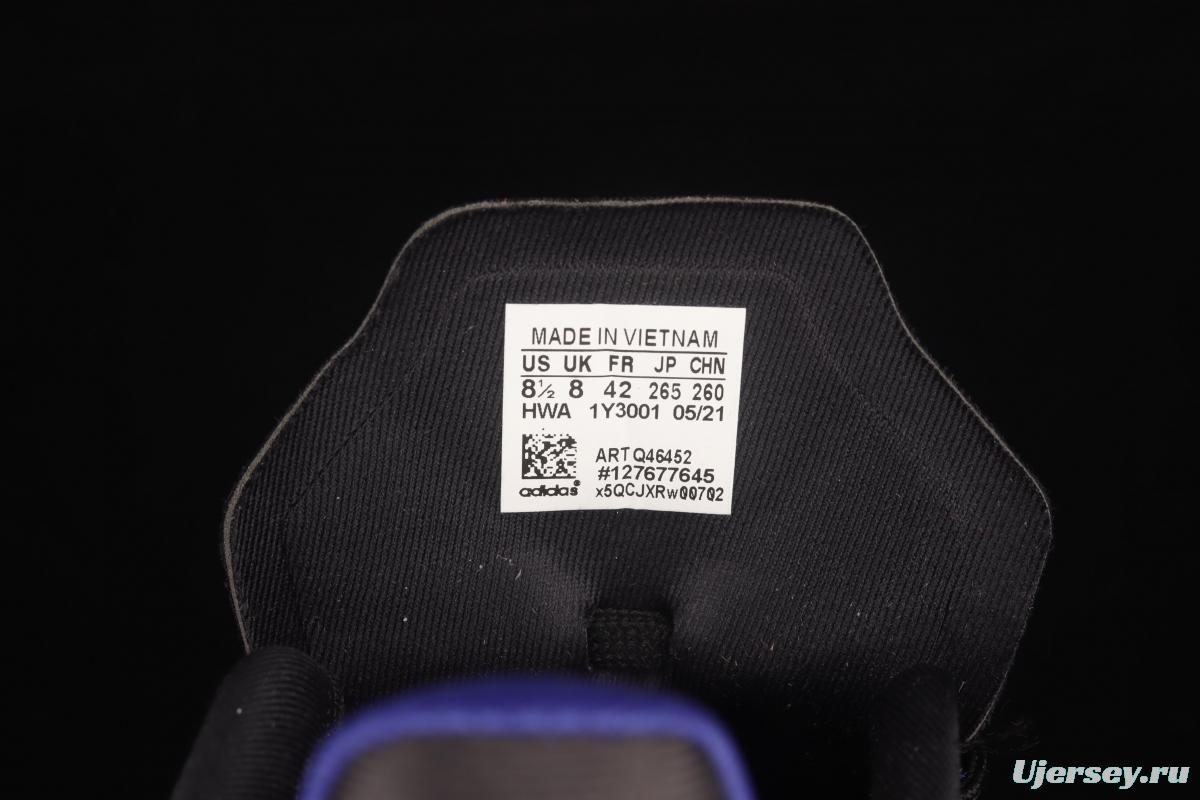 MADE IN VIETNAM
US UK FR JP CHN
8½ 8 42 265 260
HWA 1Y3001 05/21
ART Q46452
#127677645
adidas® x5QCJXRw00702
Ujersey.ru